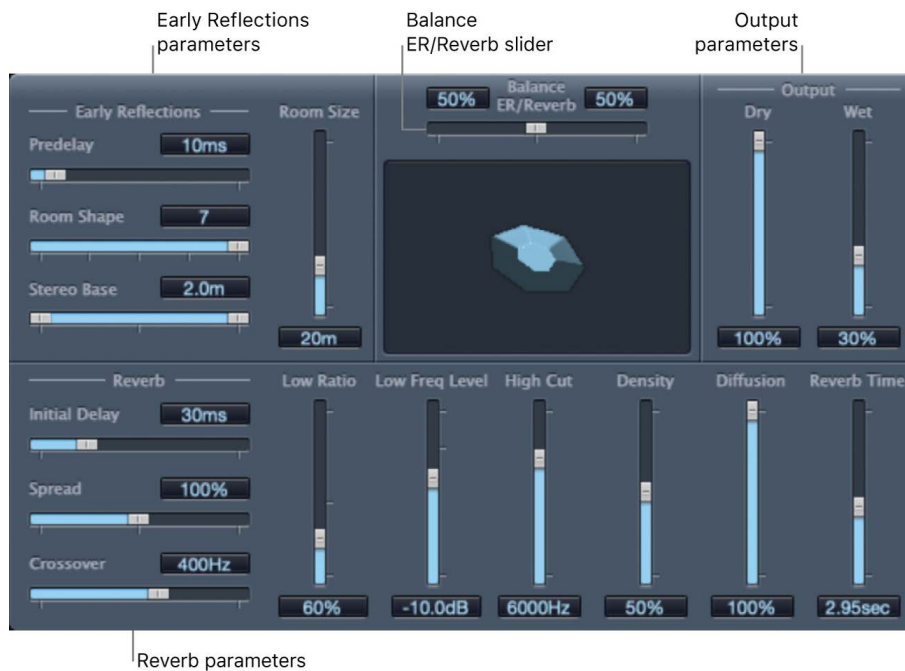 Early Reflections
parameters
Balance
ER/Reverb slider
Output
parameters
Early Reflections
Predelay 10ms
Room Shape 7
Stereo Base 2.0m
Room Size
20m
50% Balance ER/Reverb 50%
Output
Dry
100%
Wet
30%
Reverb
Initial Delay 30ms
Spread 100%
Crossover 400Hz
Low Ratio
60%
Low Freq Level
-10.0dB
High Cut
6000Hz
Density
50%
Diffusion
100%
Reverb Time
2.95sec
Reverb parameters